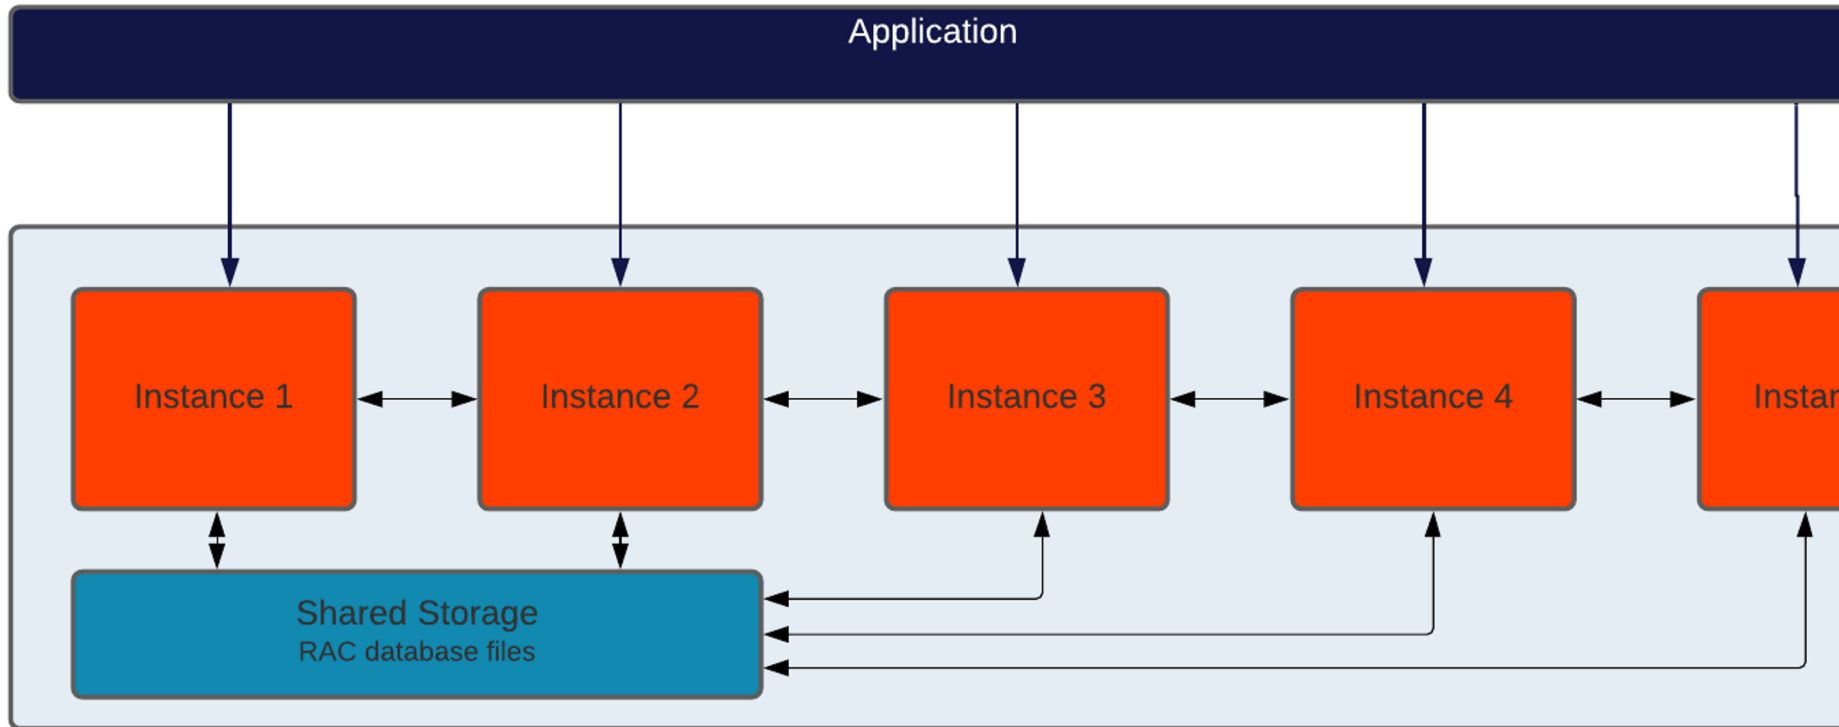 Application
Instance 1
Instance 2
Instance 3
Instance 4
Shared Storage
RAC database files